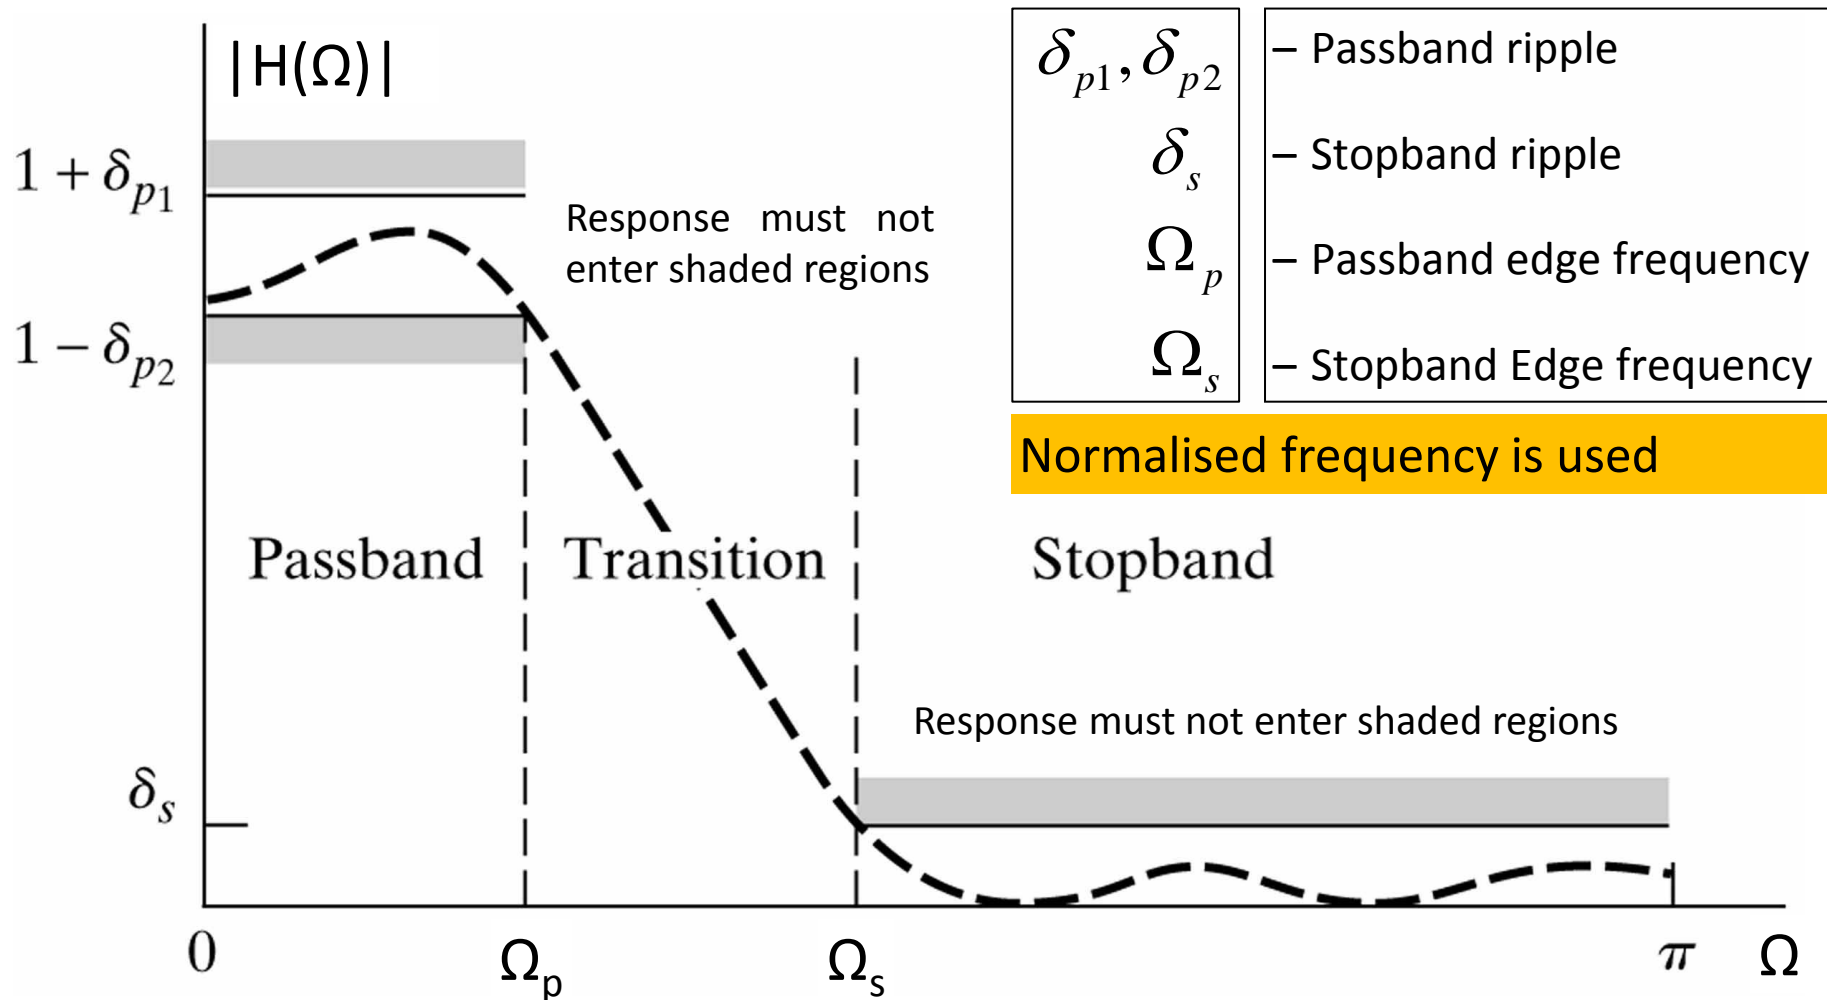 |H(Ω)|
1 + δp1
1 − δp2
δs
Response must not
enter shaded regions
δp1, δp2
– Passband ripple
δs
– Stopband ripple
Ωp
– Passband edge frequency
Ωs
– Stopband Edge frequency
Normalised frequency is used
Passband
Transition
Stopband
Response must not enter shaded regions
0
Ωp
Ωs
π
Ω